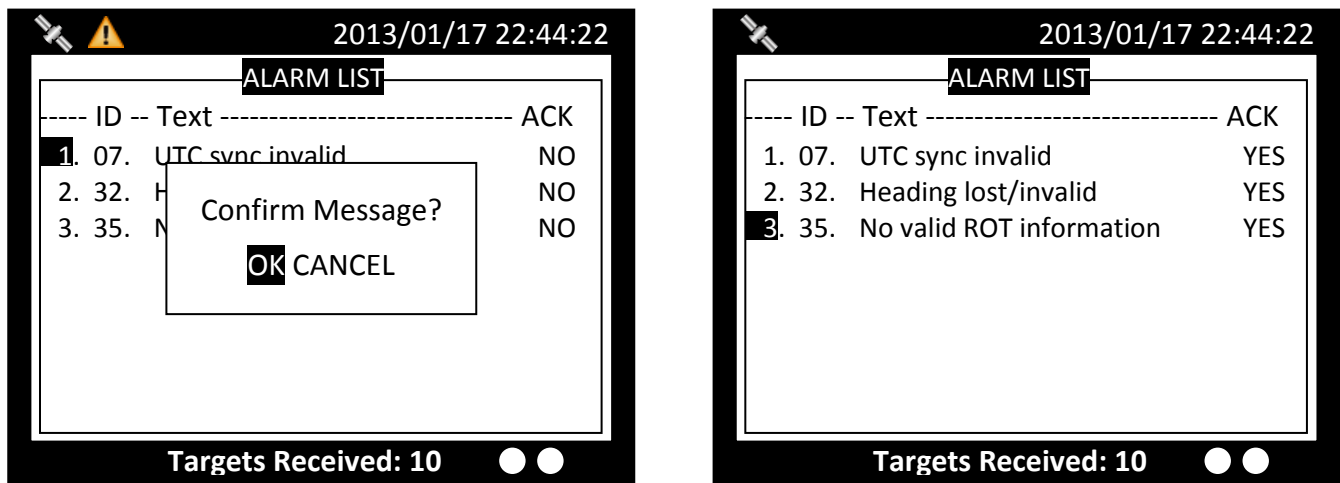 2013/01/17 22:44:22
ALARM LIST
----- ID -- Text ------------------------------ ACK
1. 07. UTC sync invalid NO
2. 32. H NO
3. 35. N NO
Confirm Message?
OK CANCEL
Targets Received: 10
2013/01/17 22:44:22
ALARM LIST
----- ID -- Text ------------------------------ ACK
1. 07. UTC sync invalid YES
2. 32. Heading lost/invalid YES
3. 35. No valid ROT information YES
Targets Received: 10